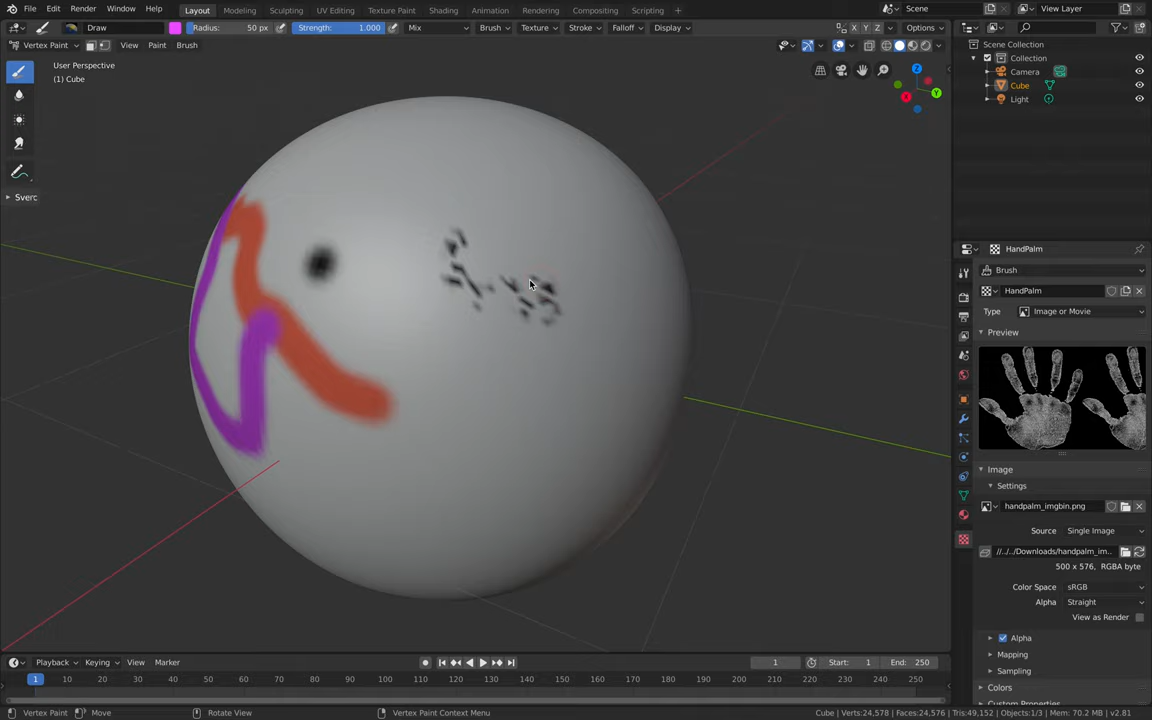 File Edit Render Window Help Layout Modeling Sculpting UV Editing Texture Paint Shading Animation Rendering Compositing Scripting + Scene View Layer
Draw Radius 50 px Strength 1.000 Mix Brush Texture Stroke Falloff Display X Y Z Options
Vertex Paint View Paint Brush
User Perspective
(1) Cube
Sverc
X
Y
Z
Scene Collection
Collection
Camera
Cube
Light
HandPalm
Brush
HandPalm
Type Image or Movie
Preview
Image
Settings
handpalm_imgbin.png
Source Single Image
//../../Downloads/handpalm_im..
500 x 576, RGBA byte
Color Space sRGB
Alpha Straight
View as Render
Alpha
Mapping
Sampling
Colors
Custom Properties
Playback Keying View Marker 1 Start: 1 End: 250
1 10 20 30 40 50 60 70 80 90 100 110 120 130 140 150 160 170 180 190 200 210 220 230 240 250
Vertex Paint Move Rotate View Vertex Paint Context Menu Cube | Verts:24,578 | Faces:24,576 | Tris:49,152 | Objects:1/3 | Mem: 70.2 MB | v2.81